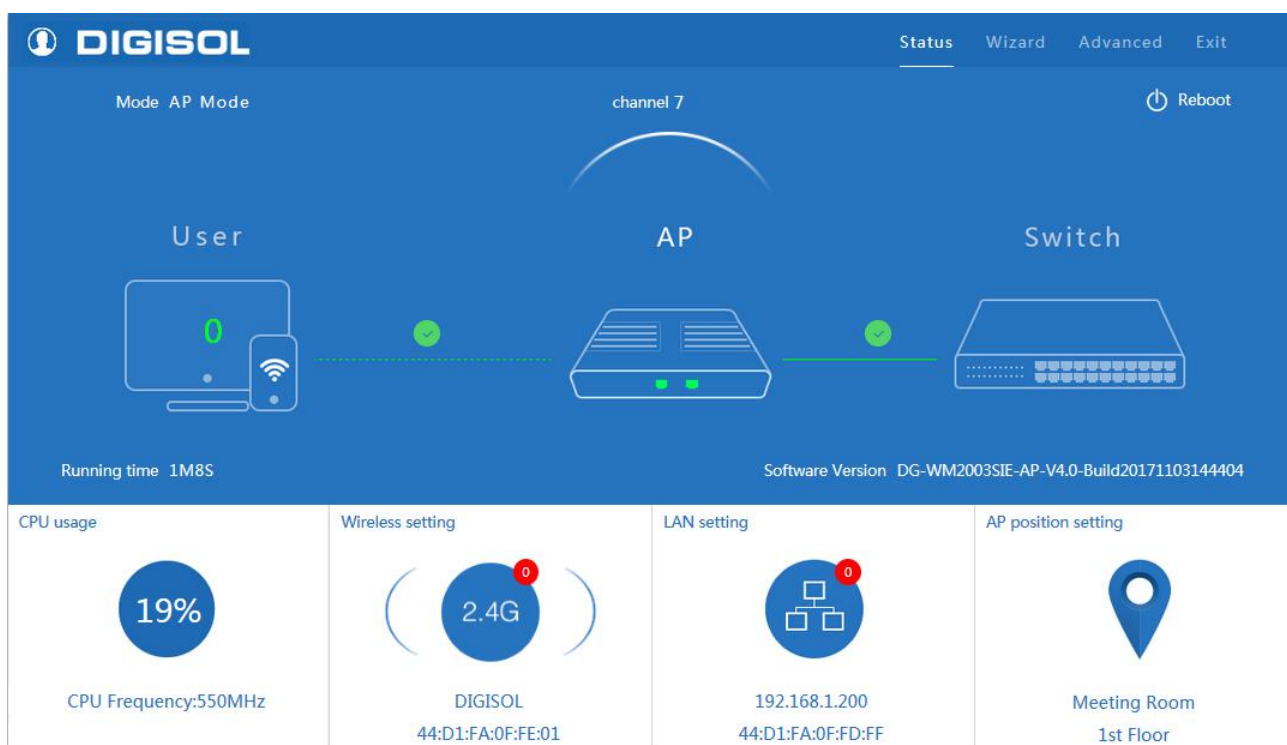 DIGISOL
Status Wizard Advanced Exit
Mode AP Mode
channel 7
Reboot
User
AP
Switch
0
Running time 1M8S
Software Version DG-WM2003SIE-AP-V4.0-Build20171103144404
CPU usage
19%
CPU Frequency:550MHz
Wireless setting
0
2.4G
DIGISOL
44:D1:FA:0F:FE:01
LAN setting
0
192.168.1.200
44:D1:FA:0F:FD:FF
AP position setting
Meeting Room
1st Floor